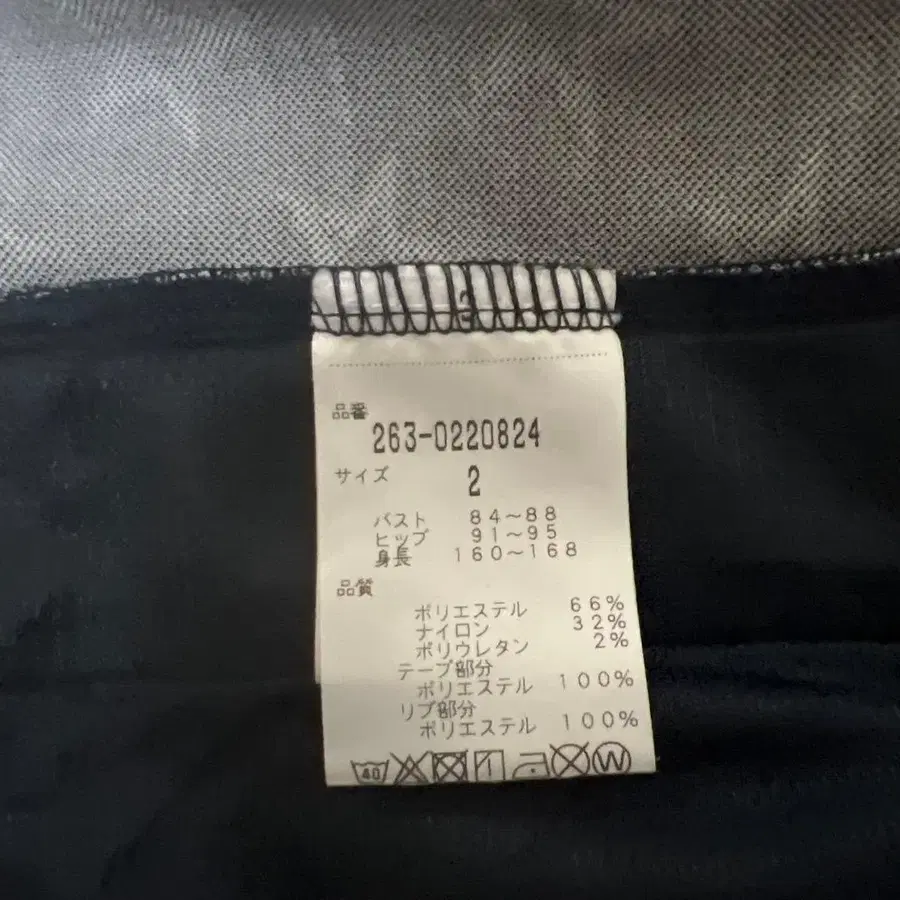 品番
263-0220824
サイズ
2
バスト 84～88
ヒップ 91～95
身長 160～168
品質
ポリエステル 66%
ナイロン 32%
ポリウレタン 2%
テープ部分
ポリエステル 100%
リブ部分
ポリエステル 100%
40 W